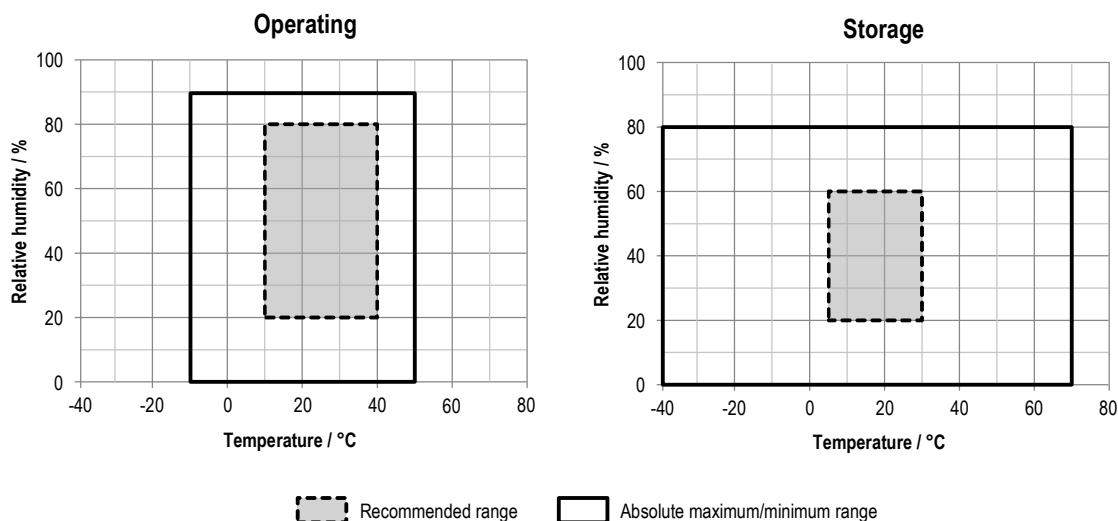 Operating
Relative humidity / %
100
80
60
40
20
0
-40 -20 0 20 40 60 80
Temperature / °C
Storage
Relative humidity / %
100
80
60
40
20
0
-40 -20 0 20 40 60 80
Temperature / °C
Recommended range
Absolute maximum/minimum range